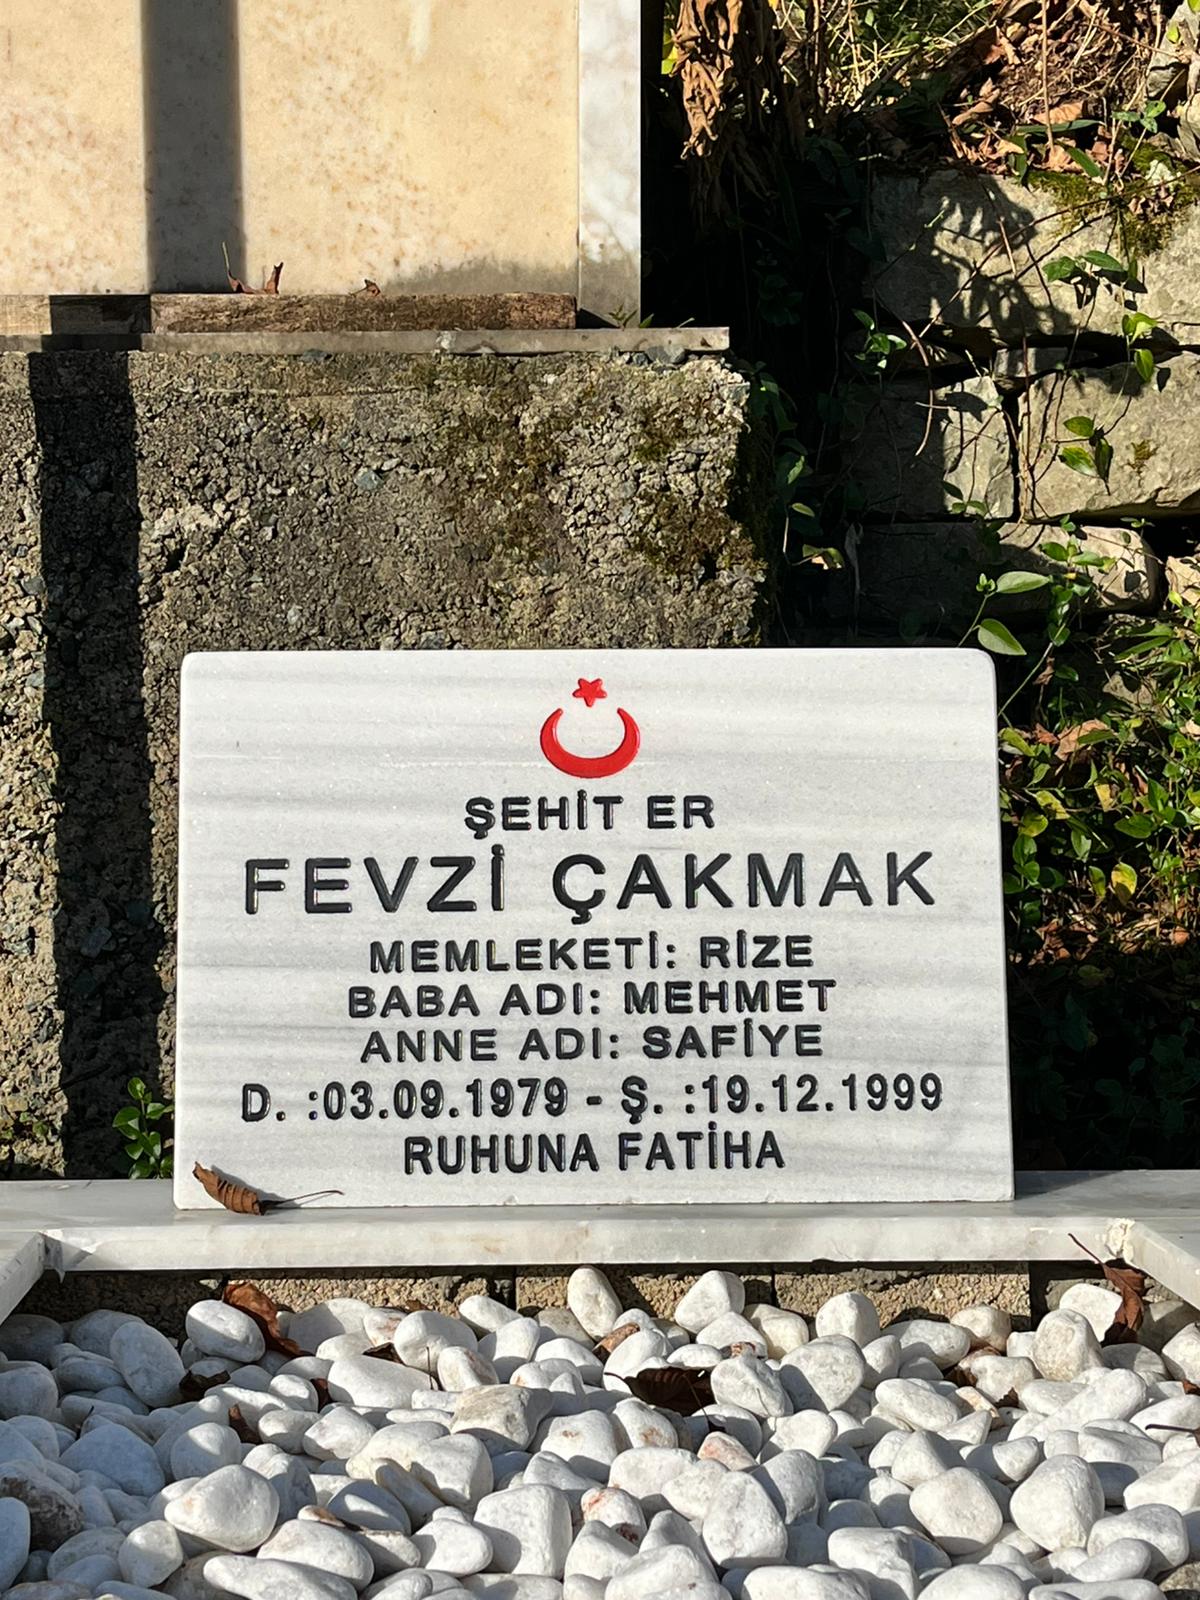 ŞEHİT ER
FEVZİ ÇAKMAK
MEMLEKETİ: RİZE
BABA ADI: MEHMET
ANNE ADI: SAFİYE
D. :03.09.1979 - Ş. :19.12.1999
RUHUNA FATİHA